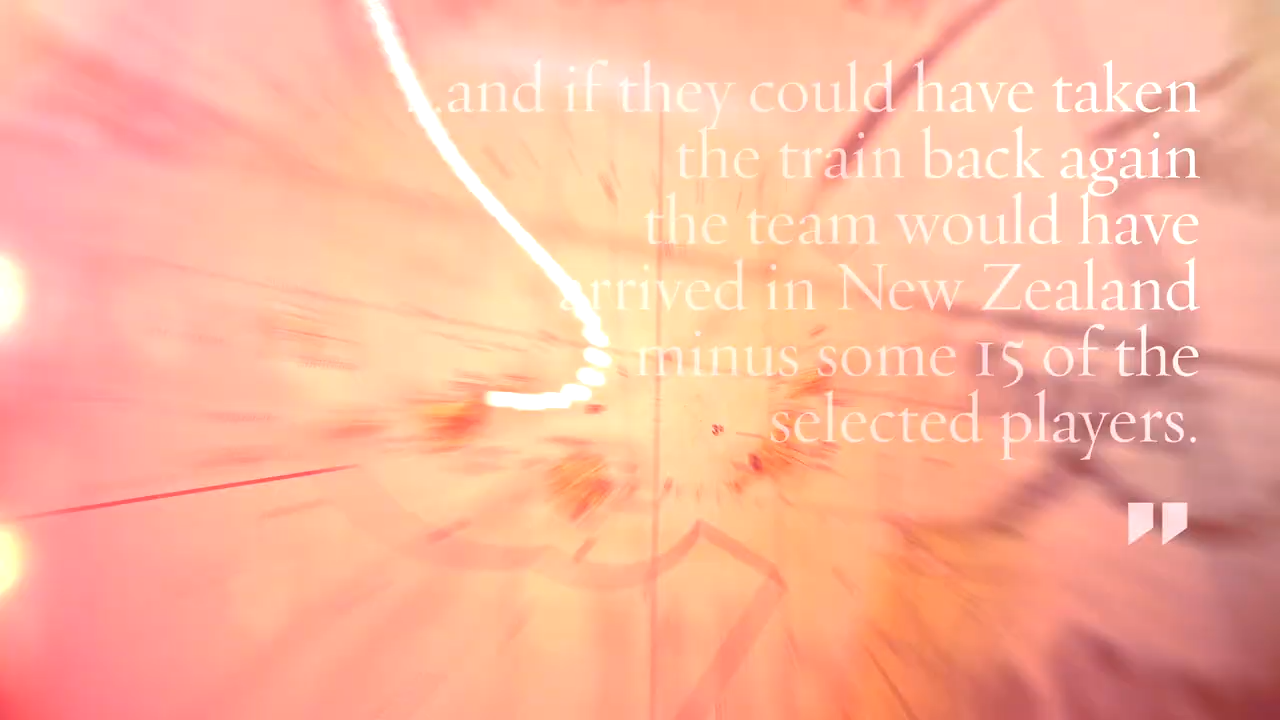 ...and if they could have taken
the train back again
the team would have
arrived in New Zealand
minus some 15 of the
selected players.
"